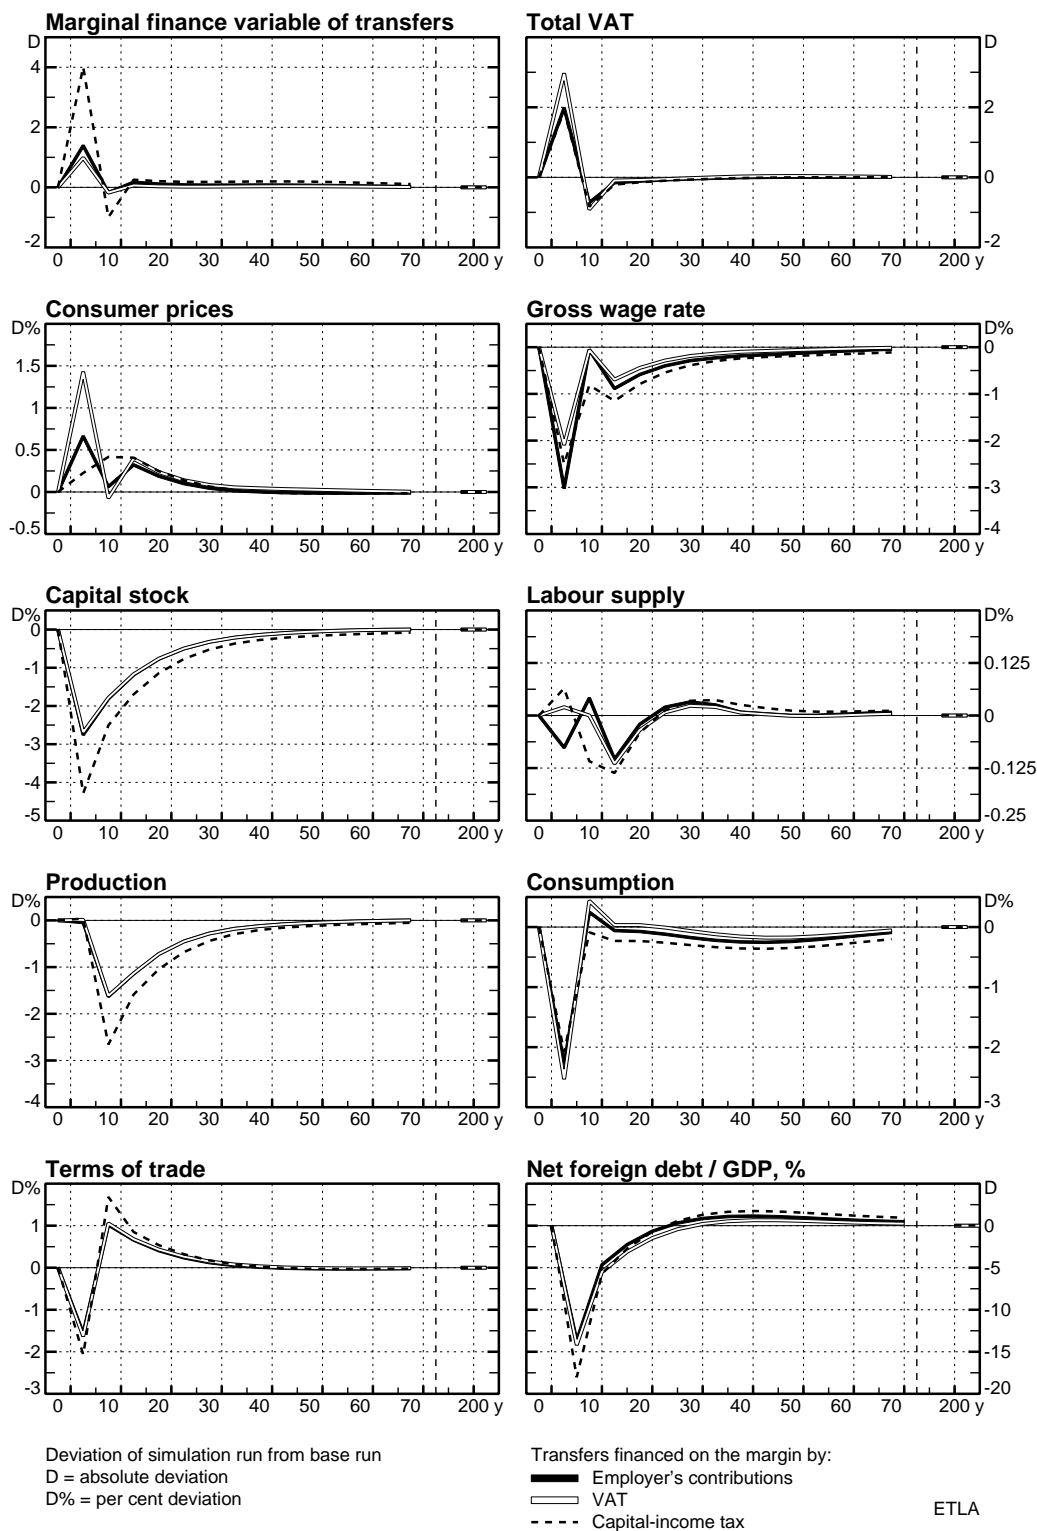 Marginal finance variable of transfers
D
4
2
0
-2
0 10 20 30 40 50 60 70 200 y
Total VAT
D
2
0
-2
0 10 20 30 40 50 60 70 200 y
Consumer prices
D%
1.5
1
0.5
0
-0.5
0 10 20 30 40 50 60 70 200 y
Gross wage rate
D%
0
-1
-2
-3
-4
0 10 20 30 40 50 60 70 200 y
Capital stock
D%
0
-1
-2
-3
-4
-5
0 10 20 30 40 50 60 70 200 y
Labour supply
D%
0.125
0
-0.125
-0.25
0 10 20 30 40 50 60 70 200 y
Production
D%
0
-1
-2
-3
-4
0 10 20 30 40 50 60 70 200 y
Consumption
D%
0
-1
-2
-3
0 10 20 30 40 50 60 70 200 y
Terms of trade
D%
1
0
-1
-2
-3
0 10 20 30 40 50 60 70 200 y
Net foreign debt / GDP, %
D
0
-5
-10
-15
-20
0 10 20 30 40 50 60 70 200 y
Deviation of simulation run from base run
D = absolute deviation
D% = per cent deviation
Transfers financed on the margin by:
Employer's contributions
VAT
Capital-income tax
ETLA